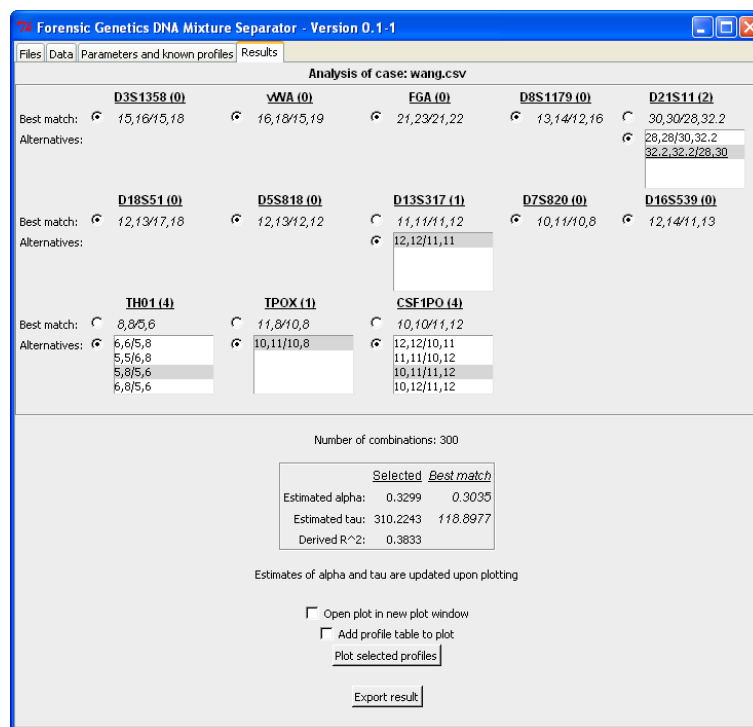 Forensic Genetics DNA Mixture Separator - Version 0.1-1
Files Data Parameters and known profiles Results
Analysis of case: wang.csv
D3S1358 (0) vWA (0) FGA (0) D8S1179 (0) D21S11 (2)
Best match: 15,16/15,18 16,18/15,19 21,23/21,22 13,14/12,16 30,30/28,32.2
Alternatives: 28,28/30,32.2
32.2,32.2/28,30
D18S51 (0) D5S818 (0) D13S317 (1) D7S820 (0) D16S539 (0)
Best match: 12,13/17,18 12,13/12,12 11,11/11,12 10,11/10,8 12,14/11,13
Alternatives: 12,12/11,11
TH01 (4) TPOX (1) CSF1PO (4)
Best match: 8,8/5,6 11,8/10,8 10,10/11,12
Alternatives: 6,6/5,8 10,11/10,8 12,12/10,11
5,5/6,8 11,11/10,12
5,8/5,6 10,11/11,12
6,8/5,6 10,12/11,12
Number of combinations: 300
Selected Best match
Estimated alpha: 0.3299 0.3035
Estimated tau: 310.2243 118.8977
Derived R^2: 0.3833
Estimates of alpha and tau are updated upon plotting
Open plot in new plot window
Add profile table to plot
Plot selected profiles
Export result